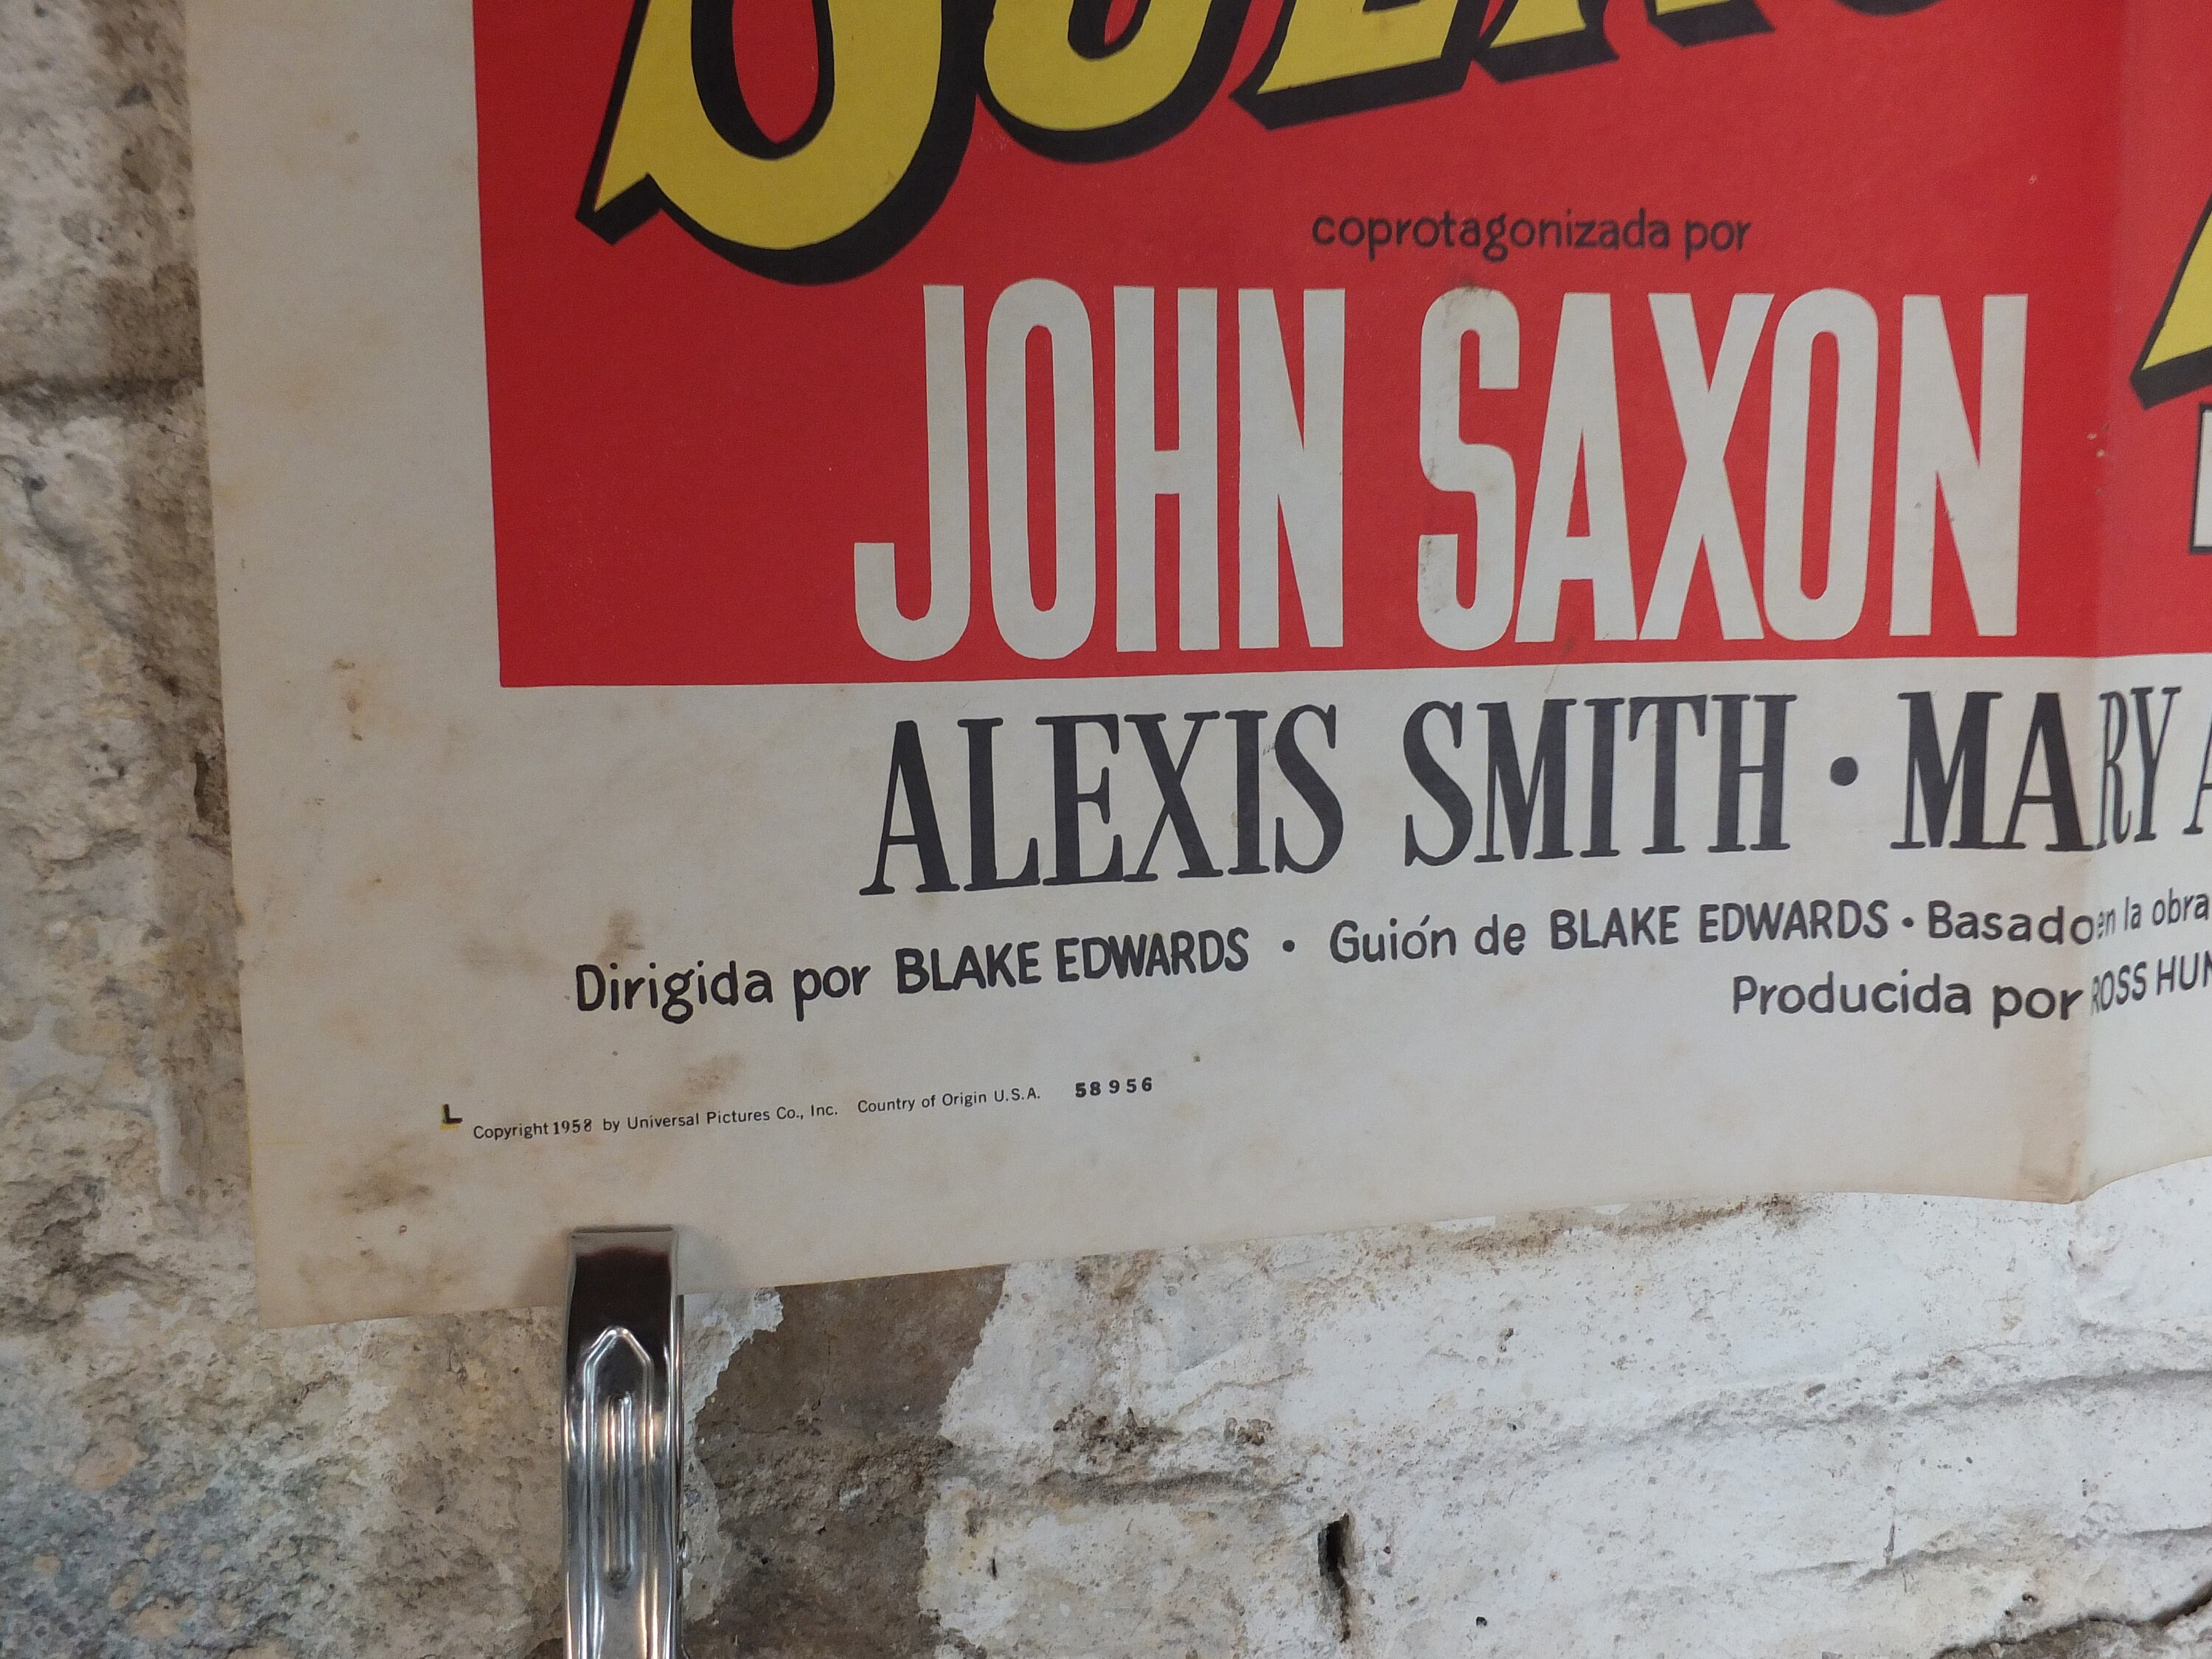 coprotagonizada por
JOHN SAXON
ALEXIS SMITH • MARY
Dirigida por BLAKE EDWARDS • Guión de BLAKE EDWARDS • Basado en la obra
Producida por ROSS
L Copyright 1958 by Universal Pictures Co., Inc. Country of Origin U.S.A. 58956